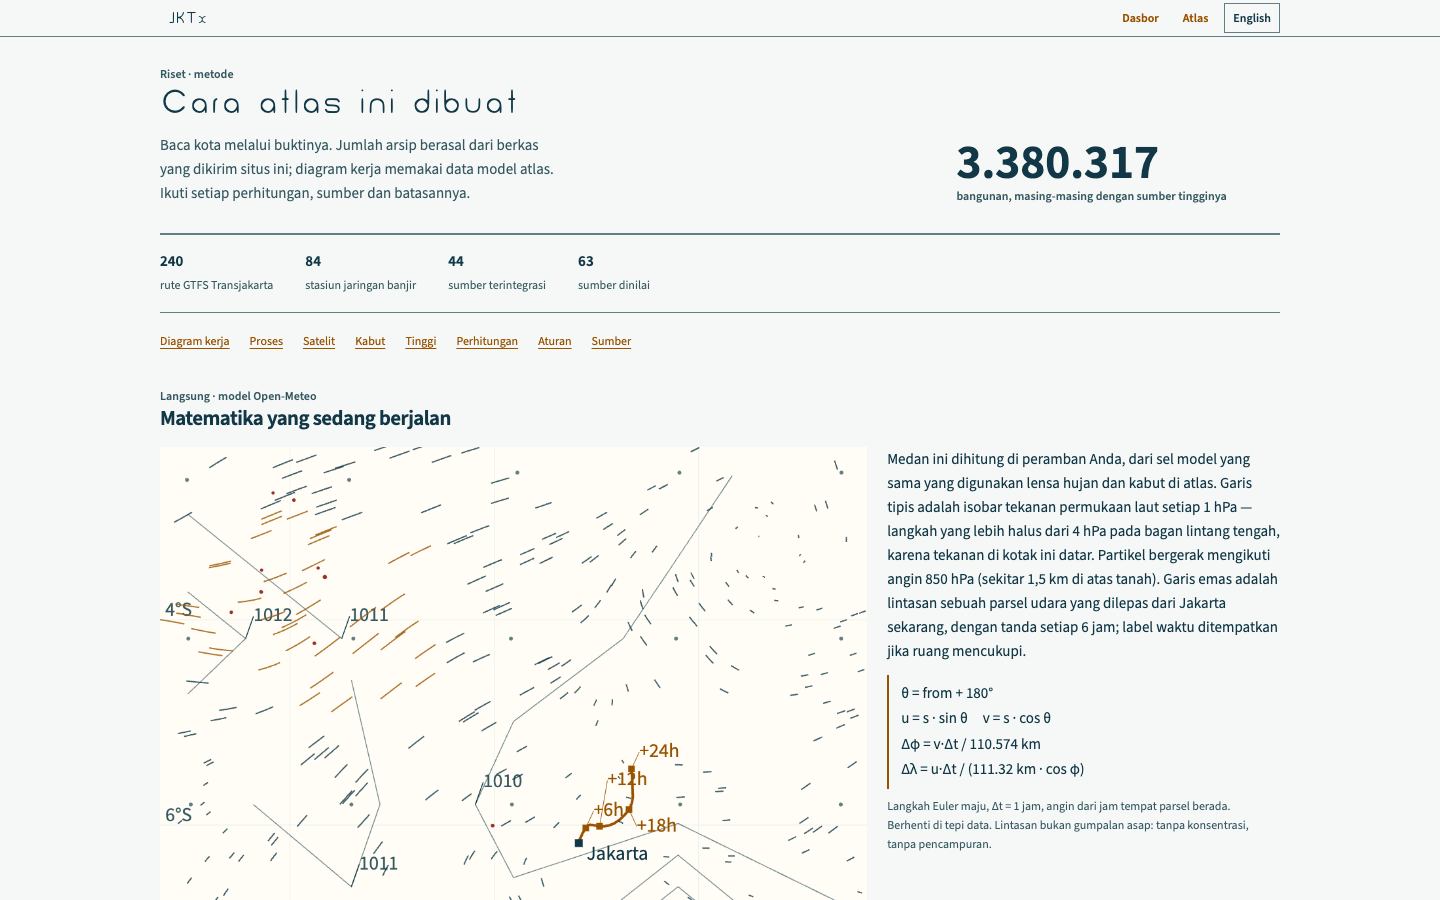 JKTx
Dasbor
Atlas
English
Riset · metode
Cara atlas ini dibuat
Baca kota melalui buktinya. Jumlah arsip berasal dari berkas
yang dikirim situs ini; diagram kerja memakai data model atlas.
Ikuti setiap perhitungan, sumber dan batasannya.
3.380.317
bangunan, masing-masing dengan sumber tingginya
240
rute GTFS Transjakarta
84
stasiun jaringan banjir
44
sumber terintegrasi
63
sumber dinilai
Diagram kerja
Proses
Satelit
Kabut
Tinggi
Perhitungan
Aturan
Sumber
Langsung · model Open-Meteo
Matematika yang sedang berjalan
4°S
1012
1011
6°S
1010
1011
+24h
+12h
+6h
+18h
Jakarta
Medan ini dihitung di peramban Anda, dari sel model yang
sama yang digunakan lensa hujan dan kabut di atlas. Garis
tipis adalah isobar tekanan permukaan laut setiap 1 hPa —
langkah yang lebih halus dari 4 hPa pada bagan lintang tengah,
karena tekanan di kotak ini datar. Partikel bergerak mengikuti
angin 850 hPa (sekitar 1,5 km di atas tanah). Garis emas adalah
lintasan sebuah parsel udara yang dilepas dari Jakarta
sekarang, dengan tanda setiap 6 jam; label waktu ditempatkan
jika ruang mencukupi.
θ = from + 180°
u = s · sin θ v = s · cos θ
Δφ = v·Δt / 110.574 km
Δλ = u·Δt / (111.32 km · cos φ)
Langkah Euler maju, Δt = 1 jam, angin dari jam tempat parsel berada.
Berhenti di tepi data. Lintasan bukan gumpalan asap: tanpa konsentrasi,
tanpa pencampuran.